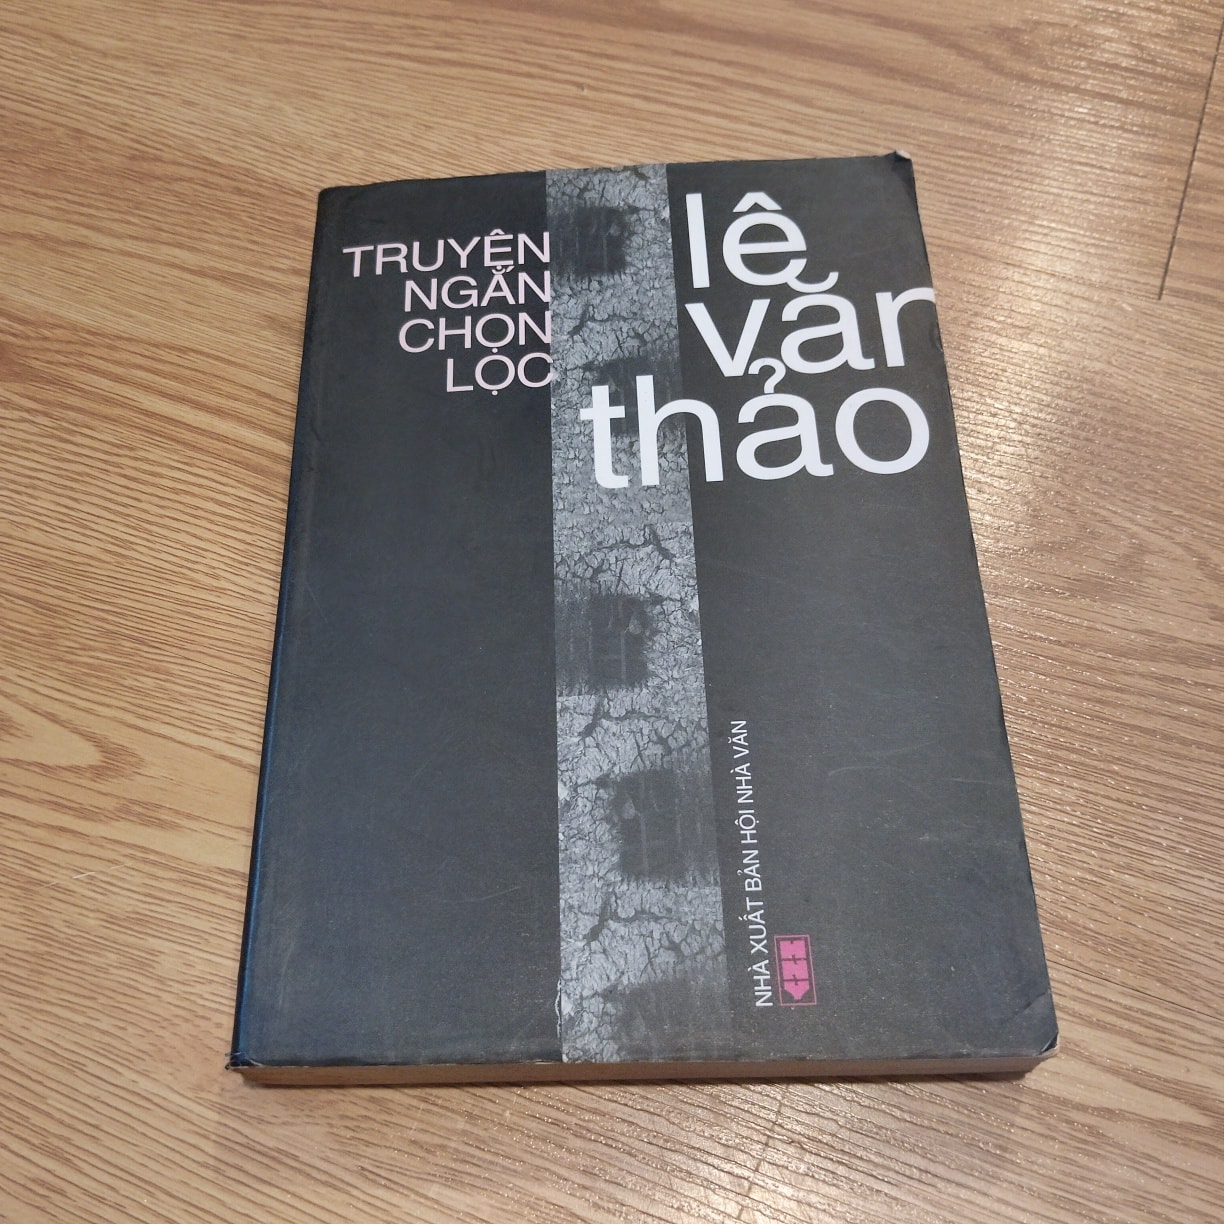 TRUYỆN
NGẮN
CHỌN
LỌC
lê
văn
thảo
NHÀ XUẤT BẢN HỘI NHÀ VĂN